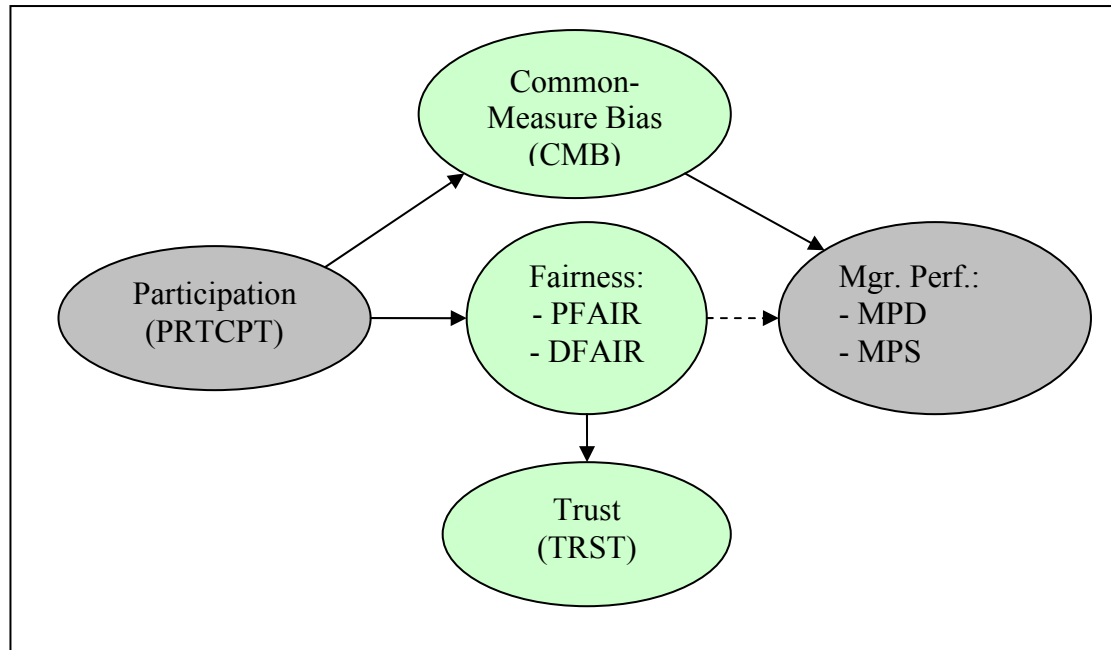 Common-
Measure Bias
(CMB)
Participation
(PRTCPT)
Fairness:
- PFAIR
- DFAIR
Mgr. Perf.:
- MPD
- MPS
Trust
(TRST)